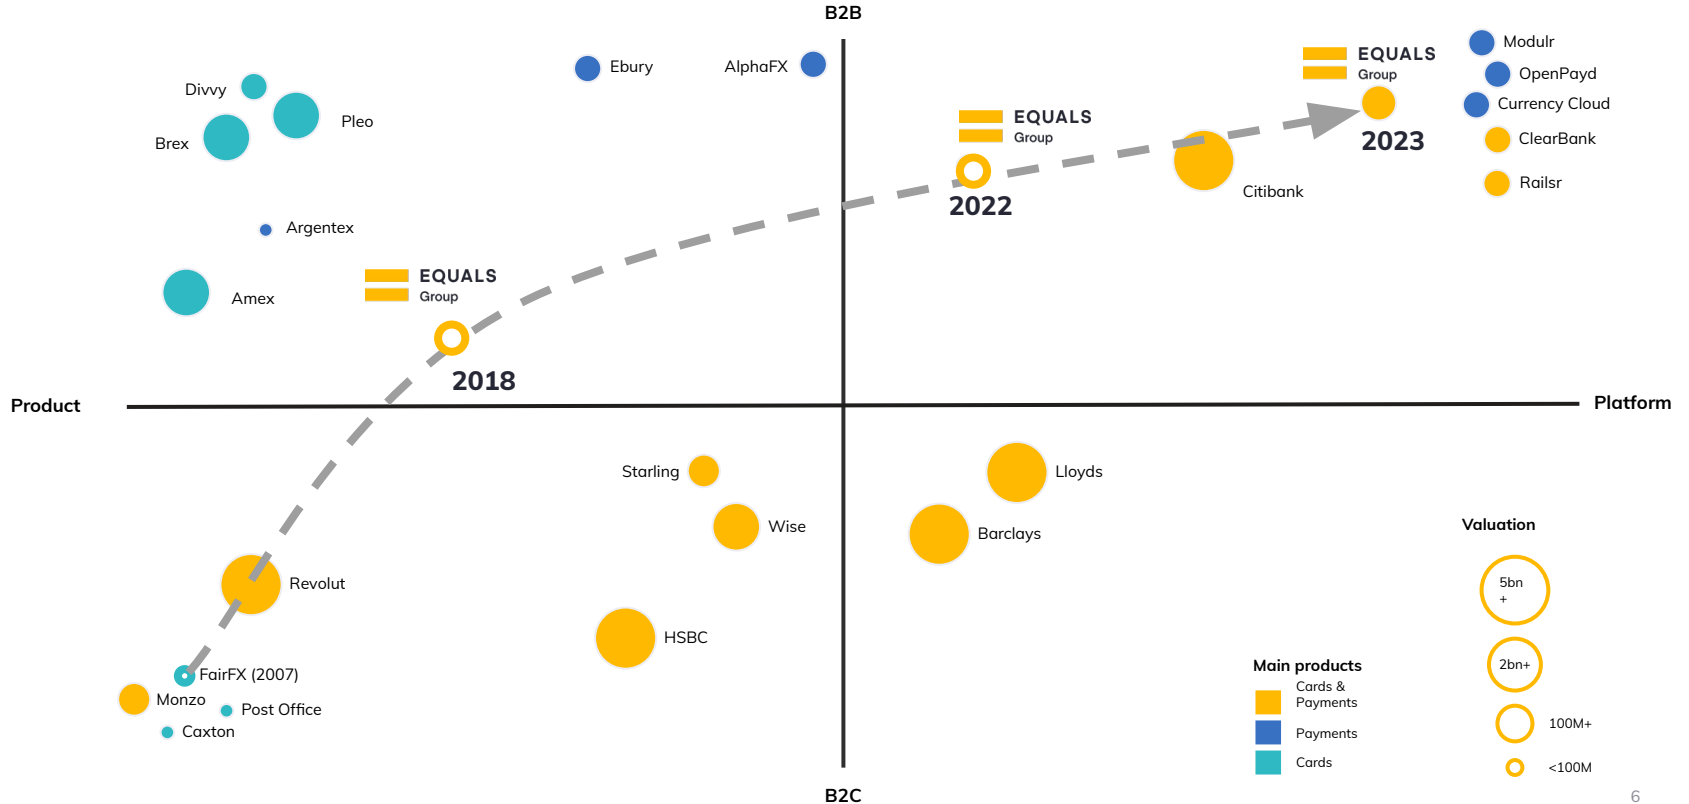 B2B
Modulr
EQUALS
Group
Ebury
AlphaFX
OpenPayd
Divvy
Currency Cloud
EQUALS
Group
Pleo
Brex
2023
ClearBank
Railsr
Citibank
2022
Argentex
EQUALS
Group
Amex
2018
Product
Platform
Starling
Lloyds
Wise
Barclays
Valuation
Revolut
5bn
+
HSBC
2bn+
Main products
FairFX (2007)
Cards &
Payments
Monzo
Post Office
100M+
Caxton
Payments
Cards
<100M
B2C
6